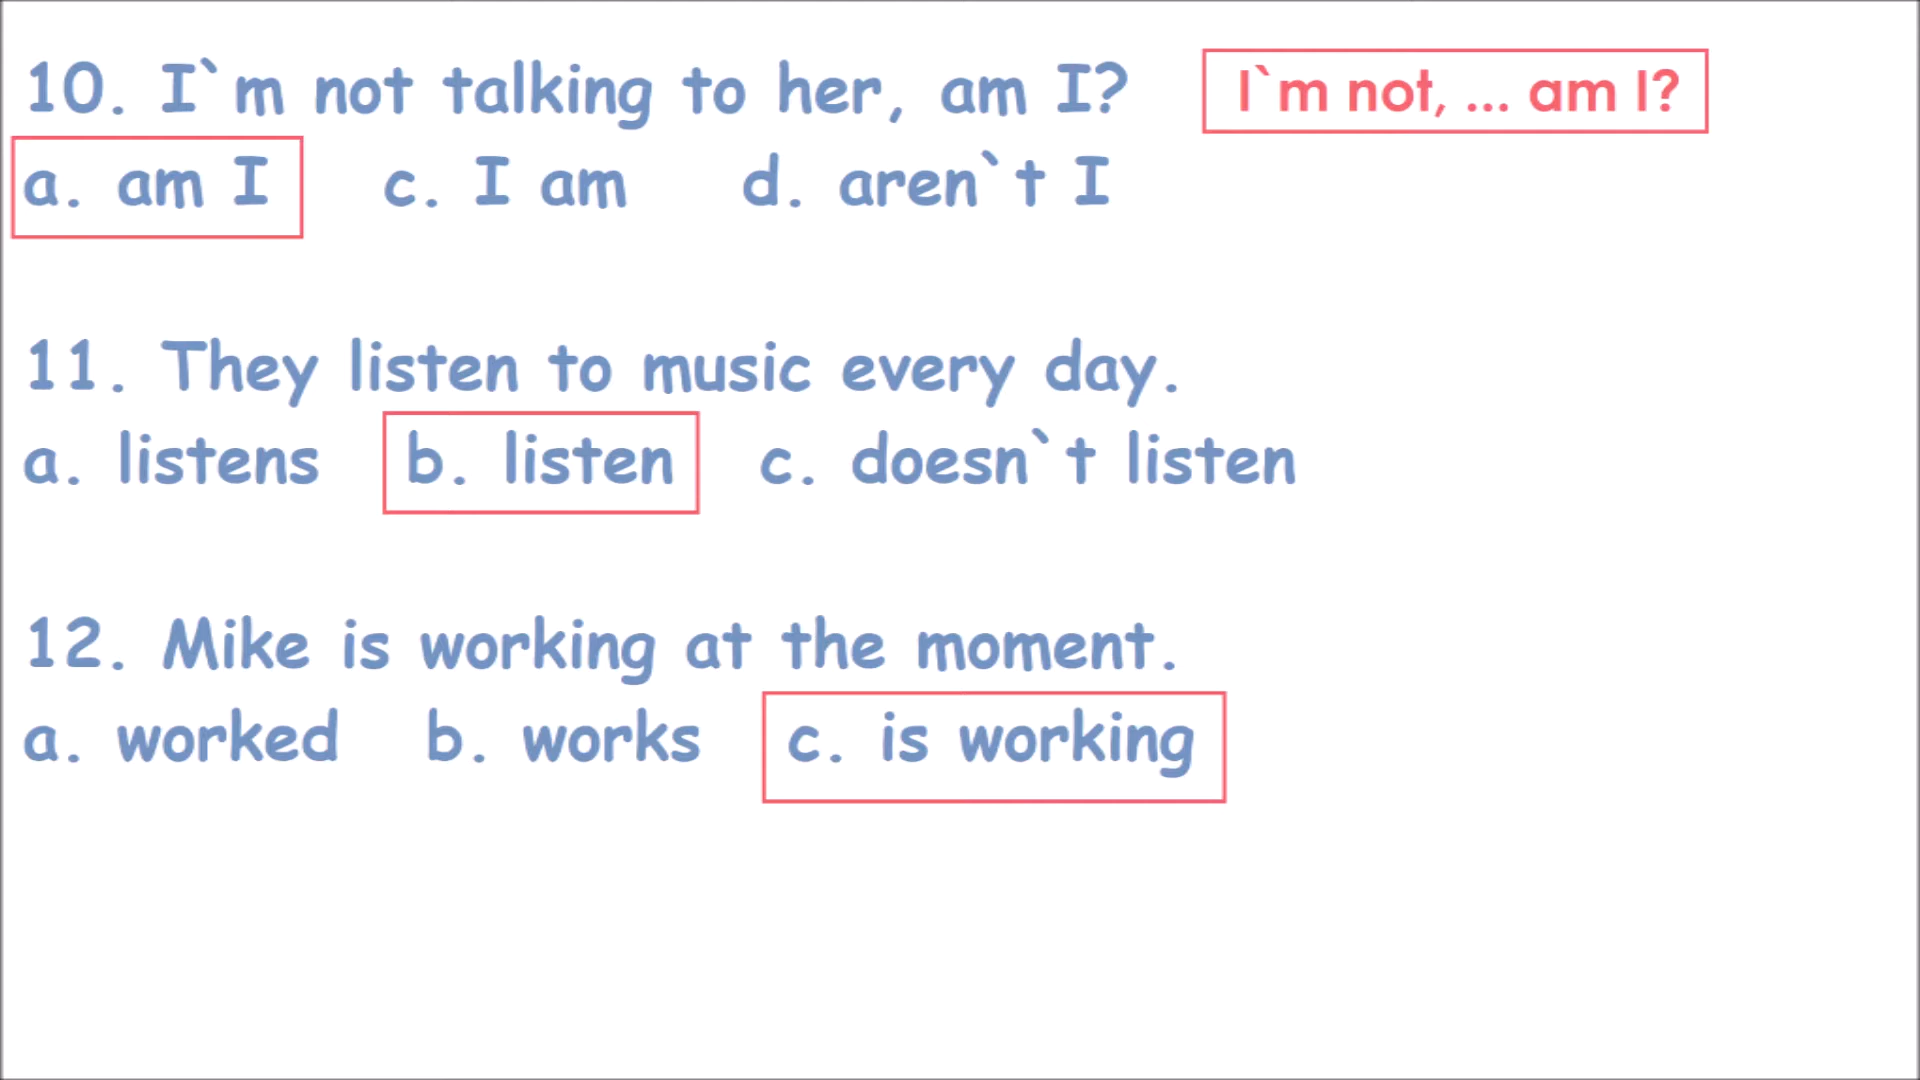 10. I`m not talking to her, am I? I`m not, ... am I?
a. am I c. I am d. aren`t I
11. They listen to music every day.
a. listens b. listen c. doesn`t listen
12. Mike is working at the moment.
a. worked b. works c. is working